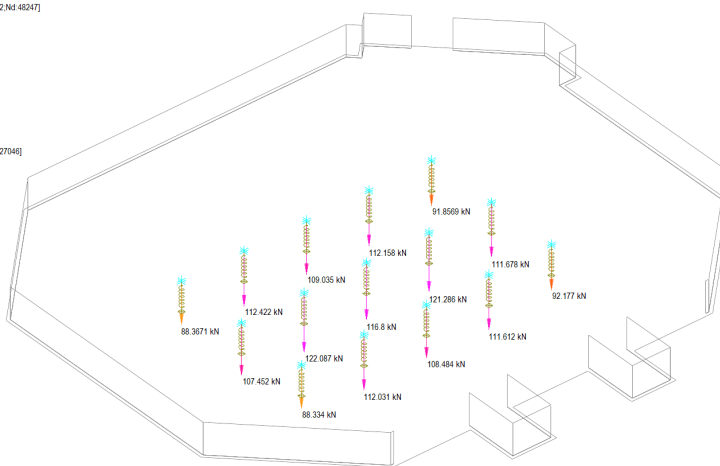 2;Nd:48247]
27046]
91.8569 kN
112.158 kN
111.678 kN
109.035 kN
121.286 kN
92.177 kN
112.422 kN
116.8 kN
111.612 kN
88.3671 kN
122.087 kN
108.484 kN
107.452 kN
112.031 kN
88.334 kN